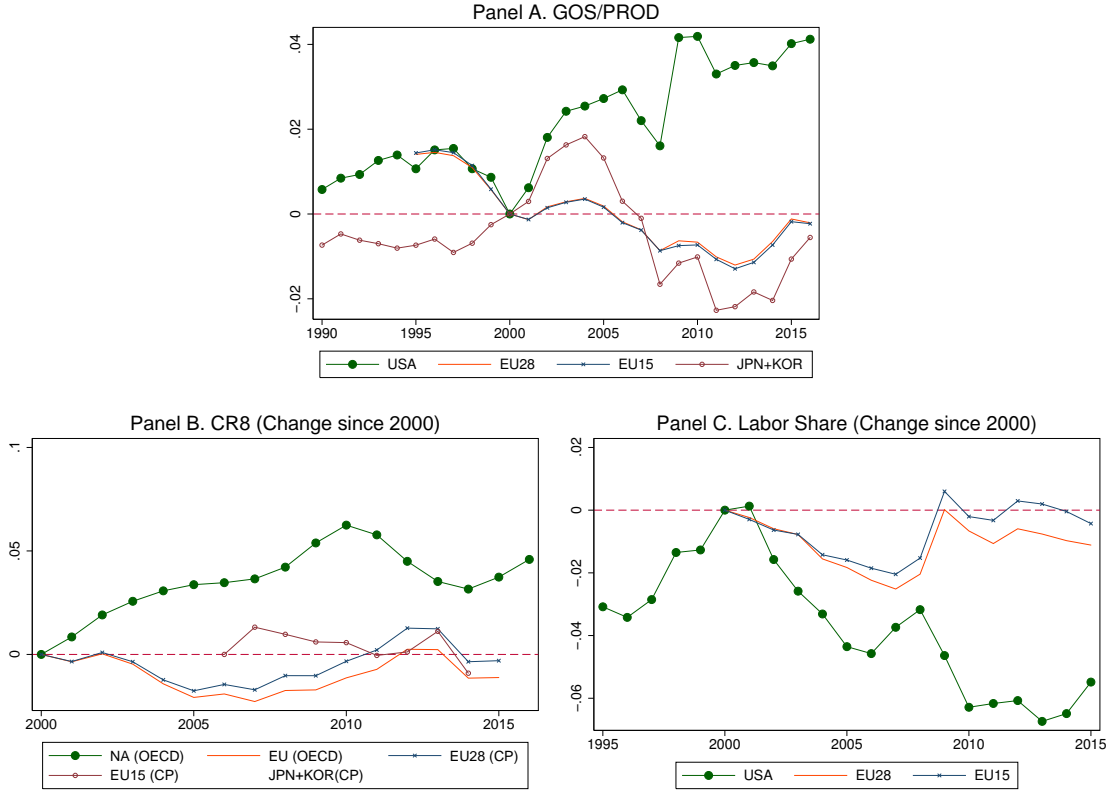 Panel A. GOS/PROD
.04
.02
0
-.02
1990 1995 2000 2005 2010 2015
USA EU28 EU15 JPN+KOR
Panel B. CR8 (Change since 2000)
.1
.05
0
2000 2005 2010 2015
NA (OECD) EU (OECD) EU28 (CP)
EU15 (CP) JPN+KOR(CP)
Panel C. Labor Share (Change since 2000)
.02
0
-.02
-.04
-.06
1995 2000 2005 2010 2015
USA EU28 EU15